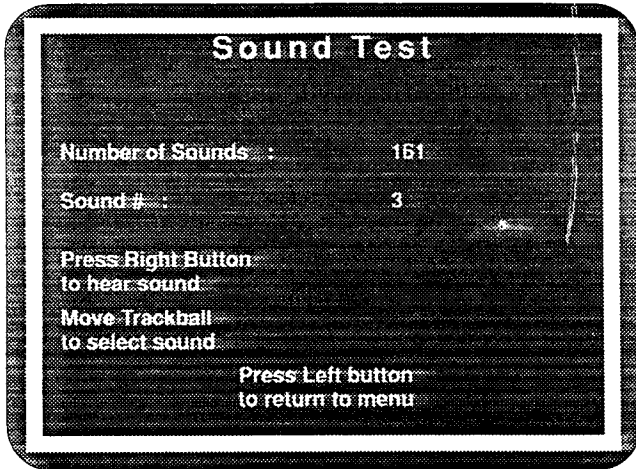 Sound Test
Number of Sounds : 161
Sound # : 3
Press Right Button
to hear sound
Move Trackball
to select sound
Press Left button
to return to menu